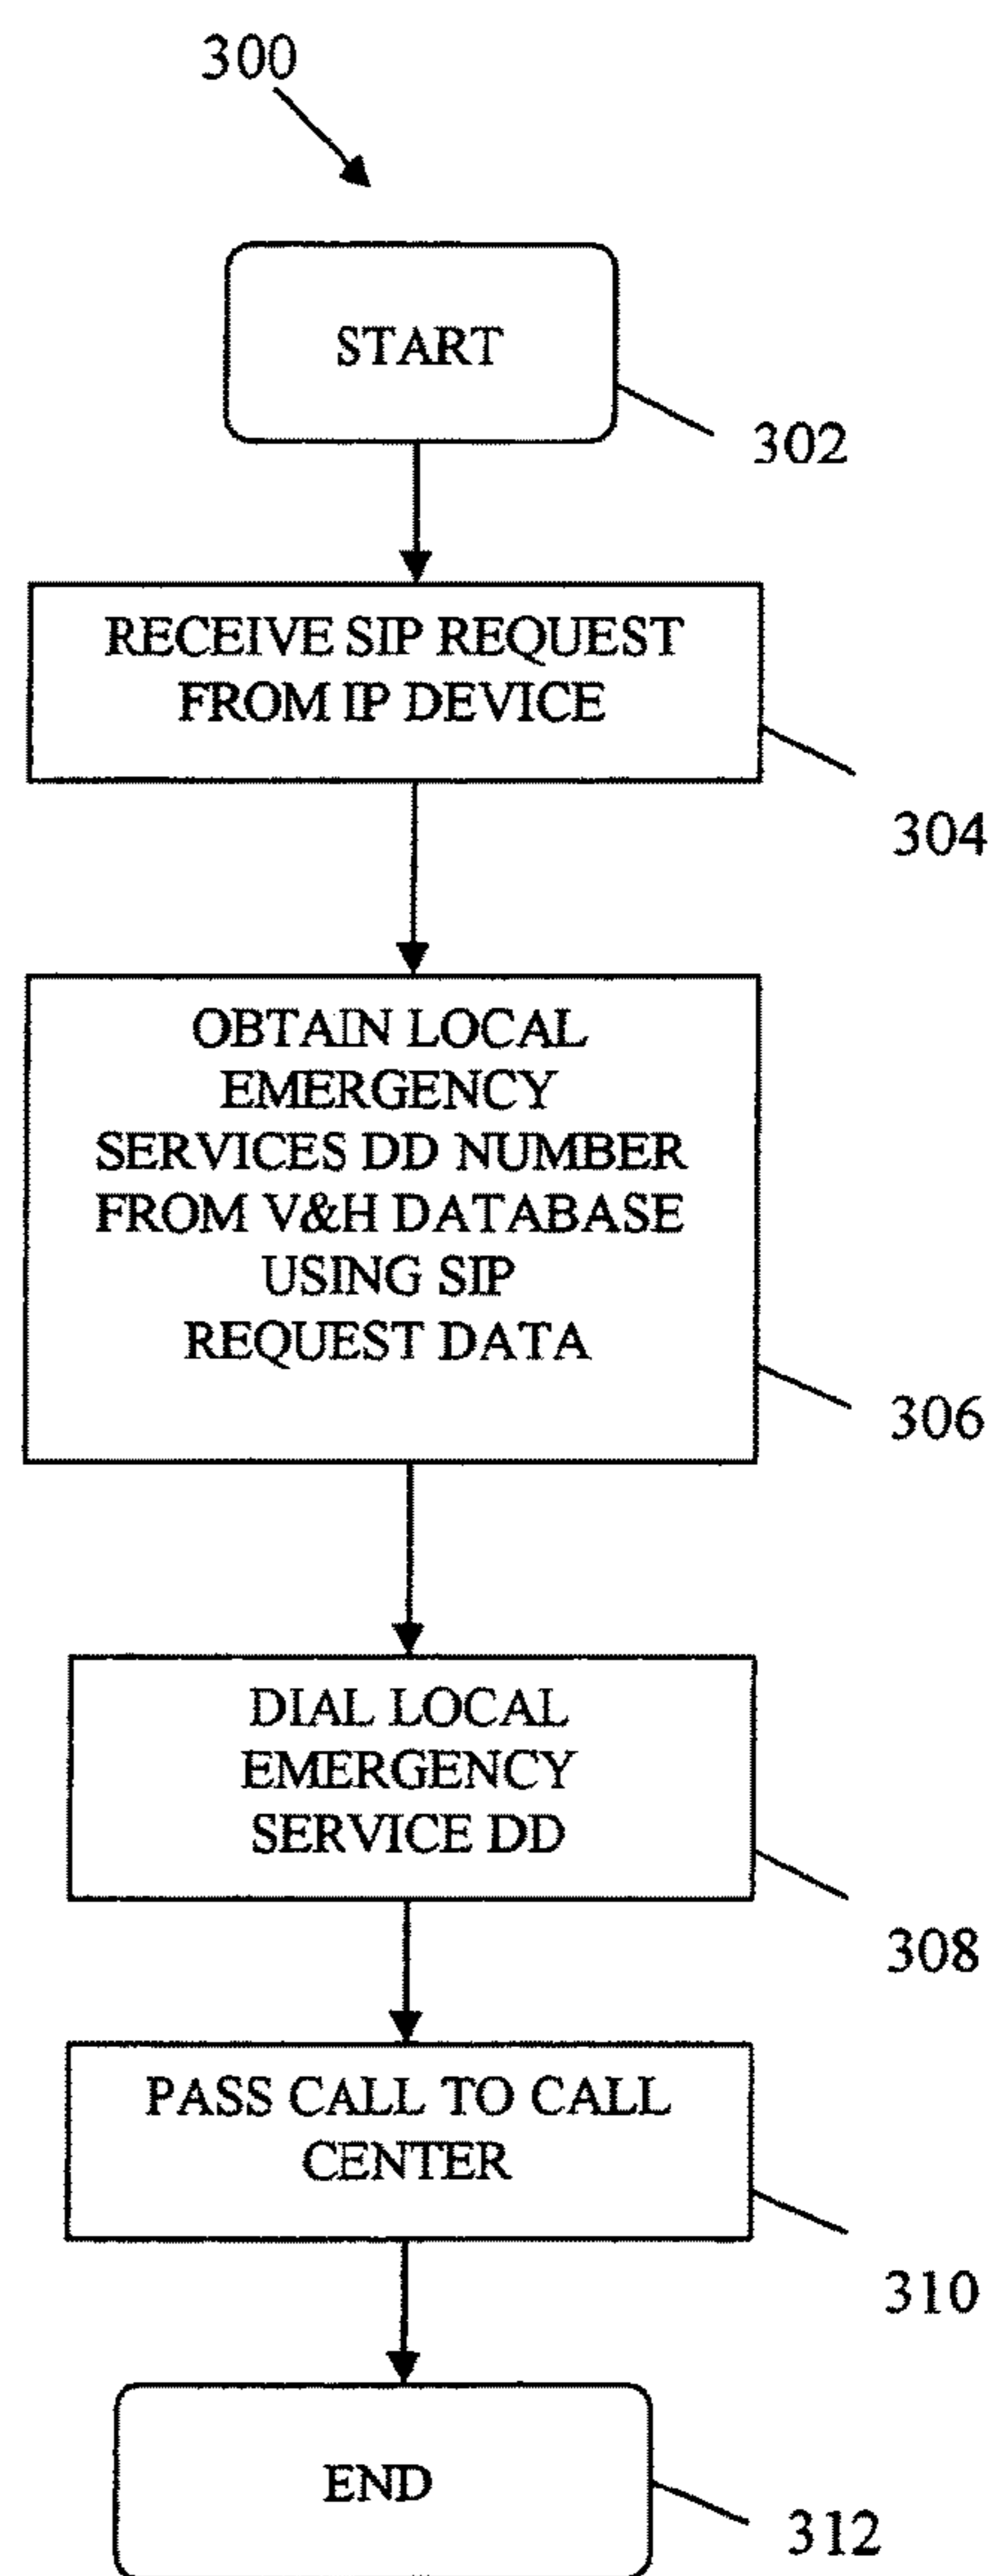 300
START
302
RECEIVE SIP REQUEST
FROM IP DEVICE
304
OBTAIN LOCAL
EMERGENCY
SERVICES DD NUMBER
FROM V&H DATABASE
USING SIP
REQUEST DATA
306
DIAL LOCAL
EMERGENCY
SERVICE DD
308
PASS CALL TO CALL
CENTER
310
END
312